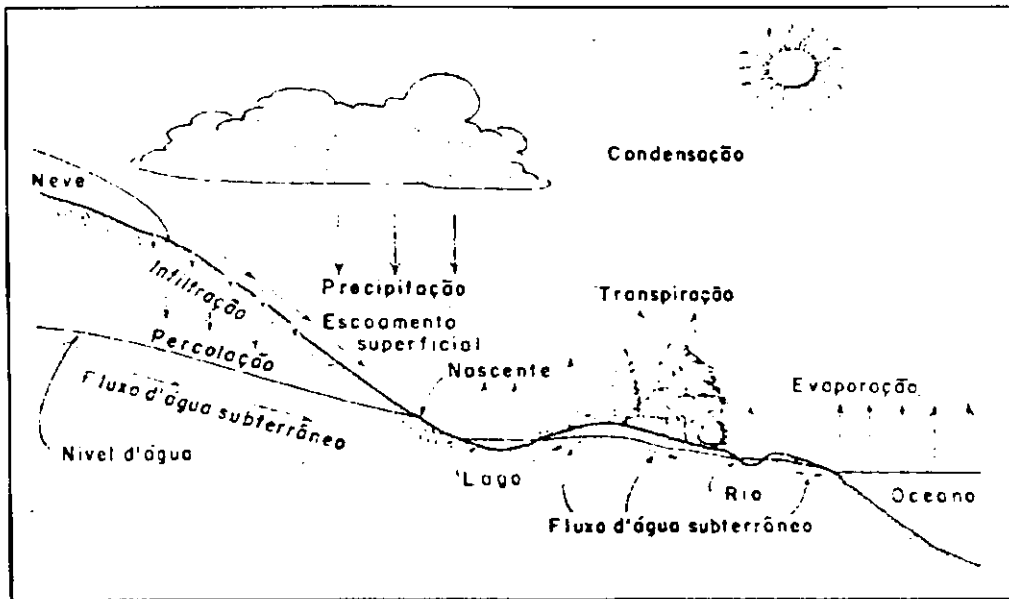 Condensação
Neve
Infiltração
Precipitação
Transpiração
Escoamento
superficial
Percolação
Nascente
Evaporação
Fluxo d'água subterrâneo
Nivel d'água
Lago
Rio
Oceano
Fluxo d'água subterrâneo